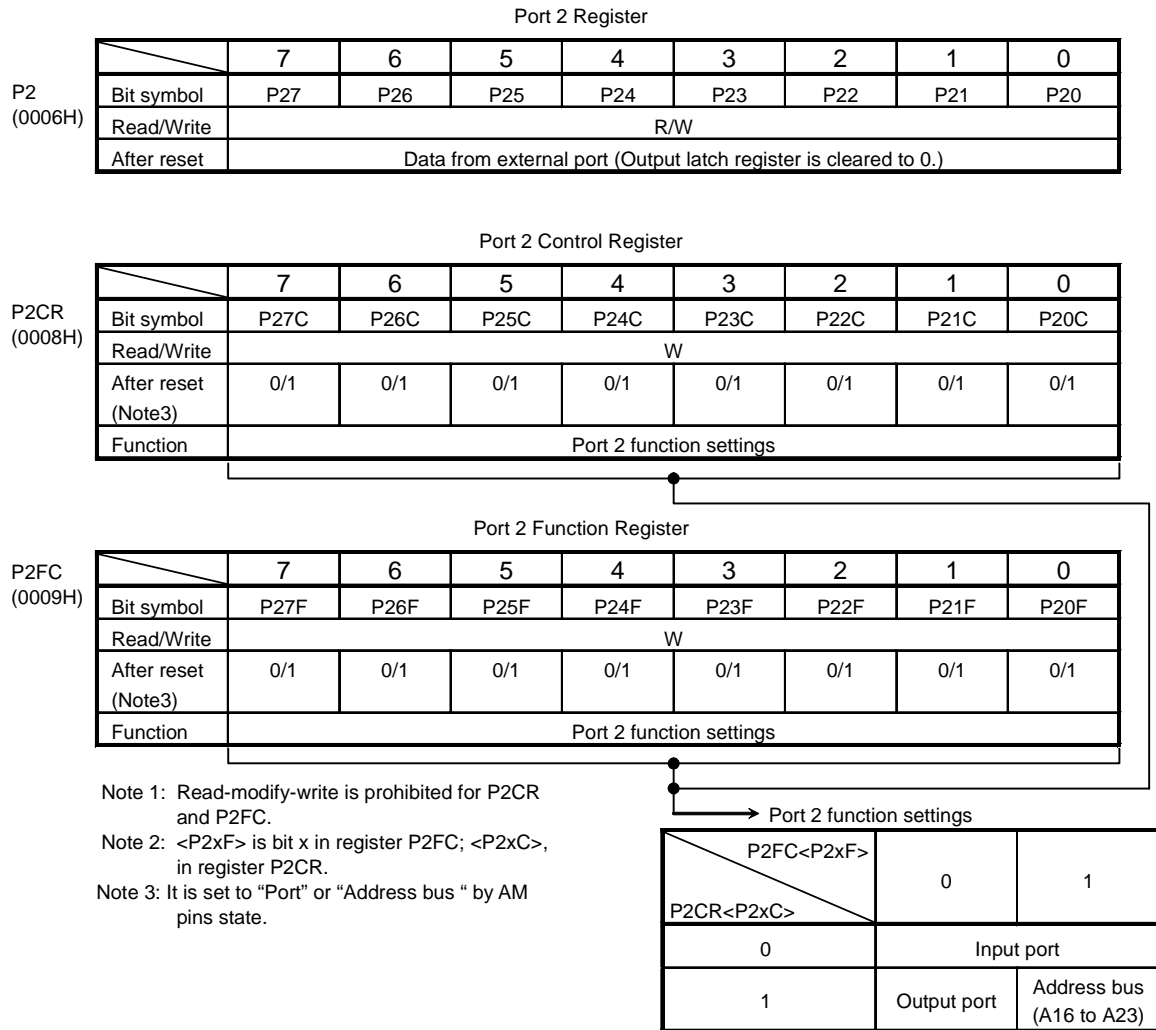 Port 2 Register
7 6 5 4 3 2 1 0
P2
(0006H)
Bit symbol P27 P26 P25 P24 P23 P22 P21 P20
Read/Write R/W
After reset Data from external port (Output latch register is cleared to 0.)
Port 2 Control Register
7 6 5 4 3 2 1 0
P2CR
(0008H)
Bit symbol P27C P26C P25C P24C P23C P22C P21C P20C
Read/Write W
After reset 0/1 0/1 0/1 0/1 0/1 0/1 0/1 0/1
(Note3)
Function Port 2 function settings
Port 2 Function Register
7 6 5 4 3 2 1 0
P2FC
(0009H)
Bit symbol P27F P26F P25F P24F P23F P22F P21F P20F
Read/Write W
After reset 0/1 0/1 0/1 0/1 0/1 0/1 0/1 0/1
(Note3)
Function Port 2 function settings
Note 1: Read-modify-write is prohibited for P2CR
and P2FC.
Note 2: <P2xF> is bit x in register P2FC; <P2xC>,
in register P2CR.
Note 3: It is set to “Port” or “Address bus “ by AM
pins state.
Port 2 function settings
P2FC<P2xF> 0 1
P2CR<P2xC>
0 Input port
1 Output port Address bus
(A16 to A23)